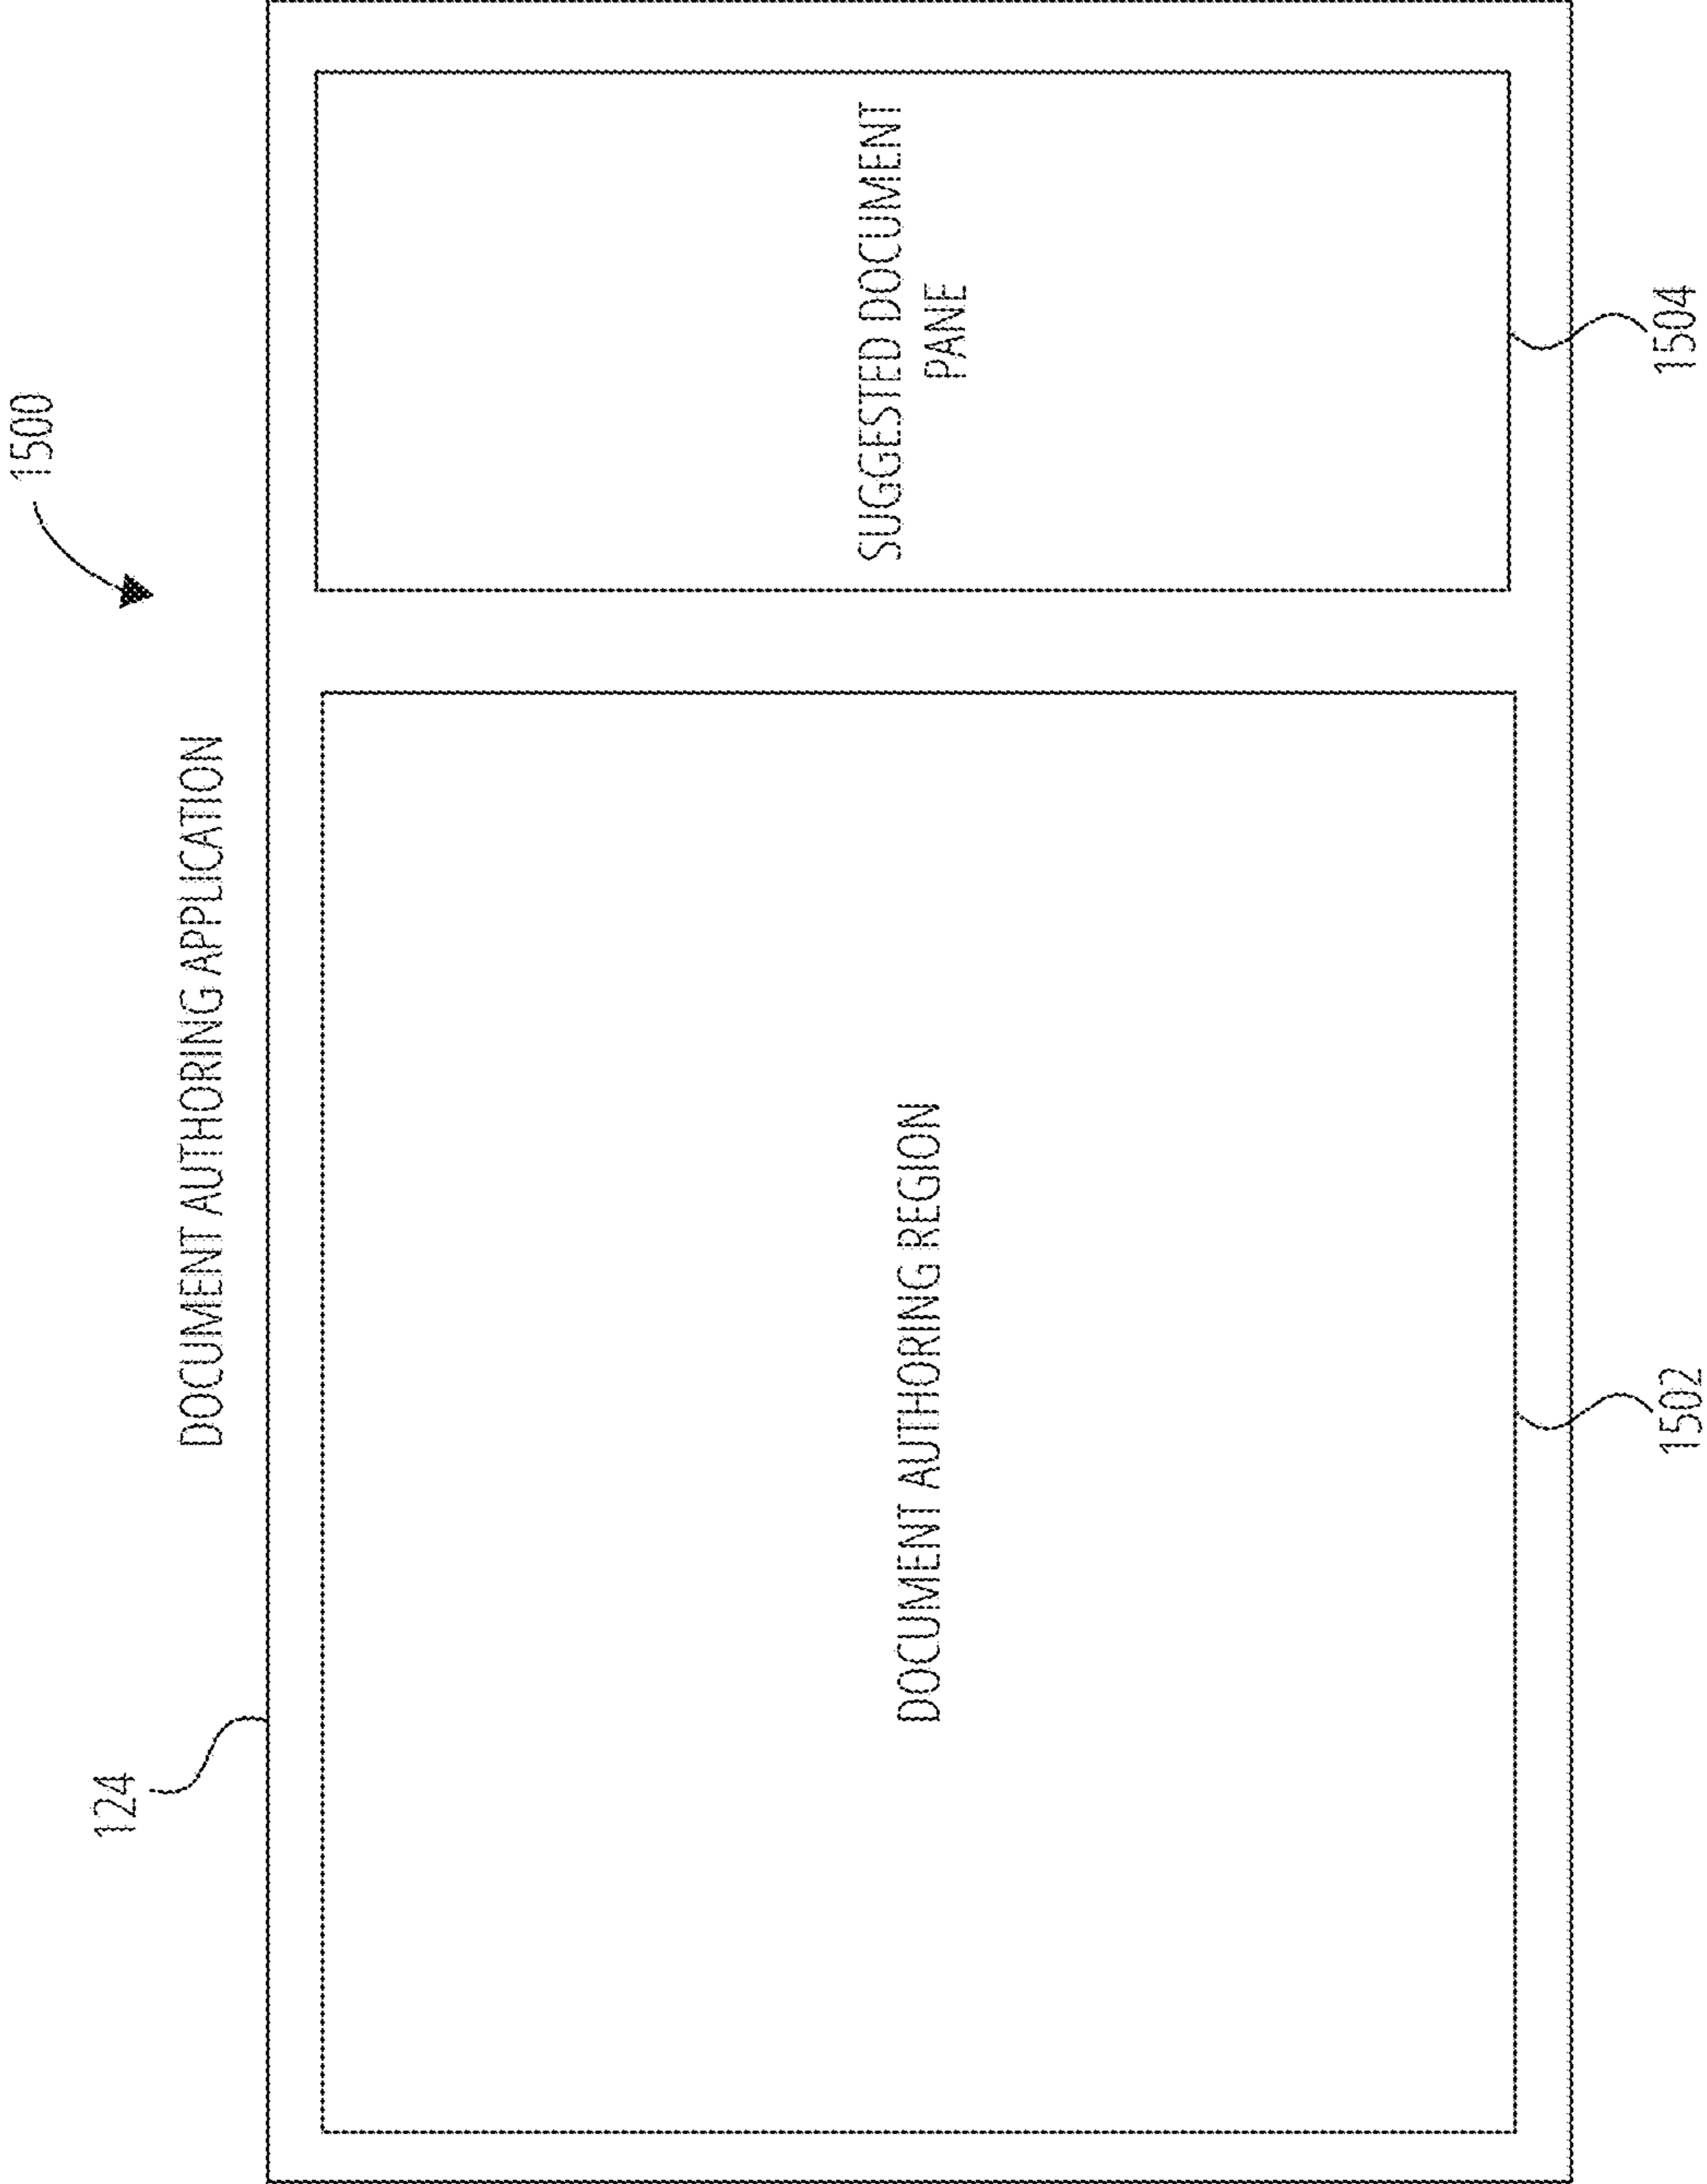 1500
DOCUMENT AUTHORING APPLICATION
124
DOCUMENT AUTHORING REGION
SUGGESTED DOCUMENT
PANE
1502
1504